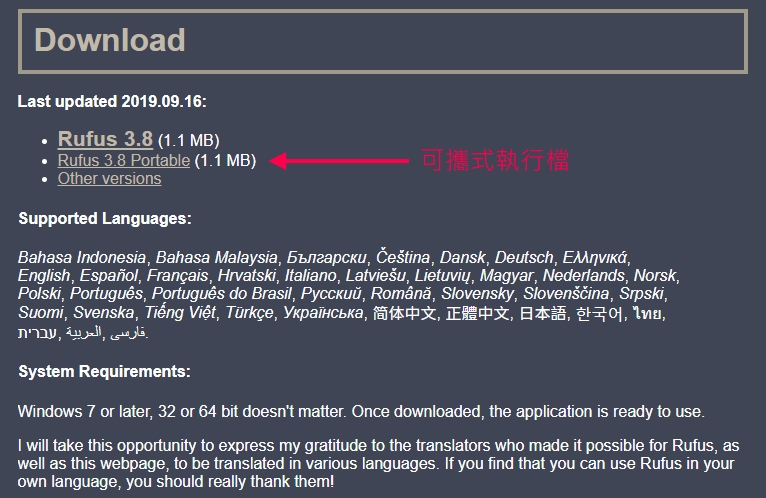 Download
Last updated 2019.09.16:
Rufus 3.8 (1.1 MB)
Rufus 3.8 Portable (1.1 MB) 可攜式執行檔
Other versions
Supported Languages:
Bahasa Indonesia, Bahasa Malaysia, Български, Čeština, Dansk, Deutsch, Ελληνικά,
English, Español, Français, Hrvatski, Italiano, Latviešu, Lietuvių, Magyar, Nederlands, Norsk,
Polski, Português, Português do Brasil, Русский, Română, Slovensky, Slovenščina, Srpski,
Suomi, Svenska, Tiếng Việt, Türkçe, Українська, 简体中文, 正體中文, 日本語, 한국어, ไทย,
עברית, العربية, فارسی.
System Requirements:
Windows 7 or later, 32 or 64 bit doesn't matter. Once downloaded, the application is ready to use.
I will take this opportunity to express my gratitude to the translators who made it possible for Rufus, as
well as this webpage, to be translated in various languages. If you find that you can use Rufus in your
own language, you should really thank them!